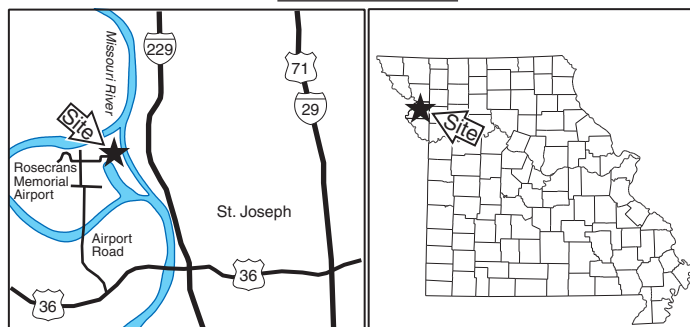 Missouri River
229
71
29
Site
Rosecrans
Memorial
Airport
St. Joseph
Airport
Road
36
36
Site